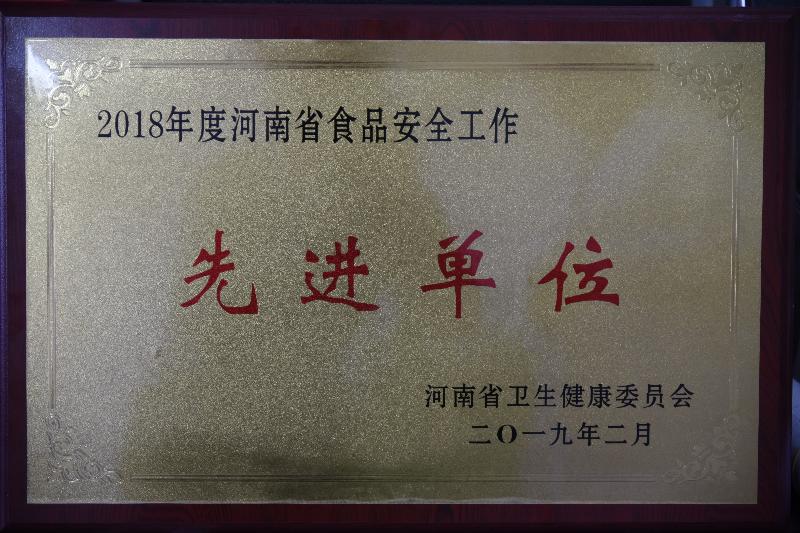 2018年度河南省食品安全工作
先进单位
河南省卫生健康委员会
二〇一九年二月